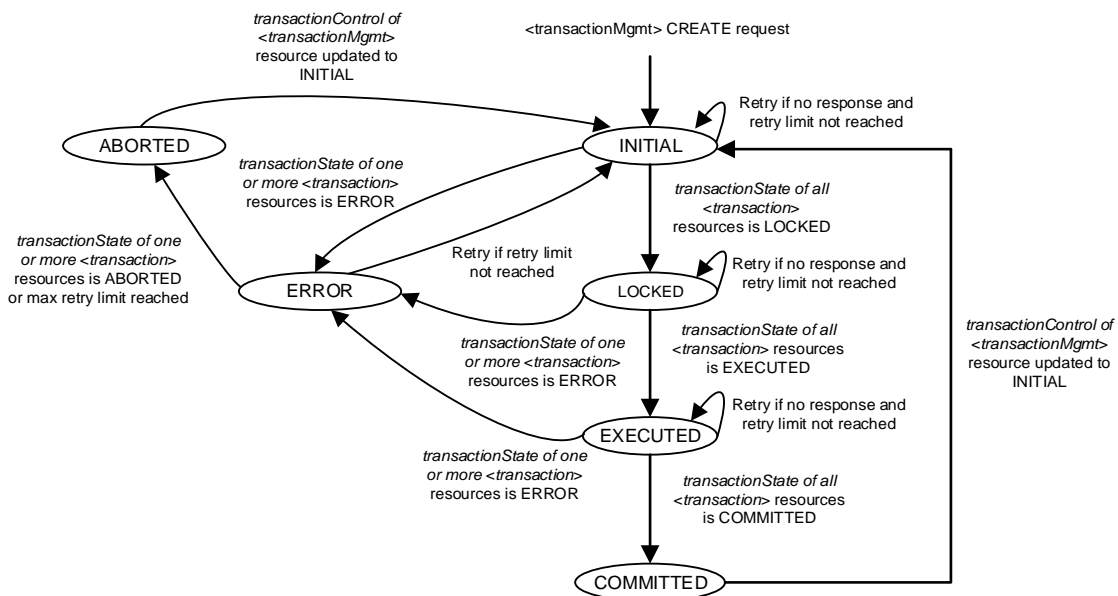 transactionControl of
<transactionMgmt>
resource updated to
INITIAL
<transactionMgmt> CREATE request
Retry if no response and
retry limit not reached
ABORTED
INITIAL
transactionState of one
or more <transaction>
resources is ERROR
transactionState of all
<transaction>
resources is LOCKED
transactionState of one
or more <transaction>
resources is ABORTED
or max retry limit reached
Retry if retry limit
not reached
Retry if no response and
retry limit not reached
ERROR
LOCKED
transactionState of one
or more <transaction>
resources is ERROR
transactionState of all
<transaction> resources
is EXECUTED
transactionControl of
<transactionMgmt>
resource updated to
INITIAL
Retry if no response and
retry limit not reached
EXECUTED
transactionState of one
or more <transaction>
resources is ERROR
transactionState of all
<transaction> resources
is COMMITTED
COMMITTED